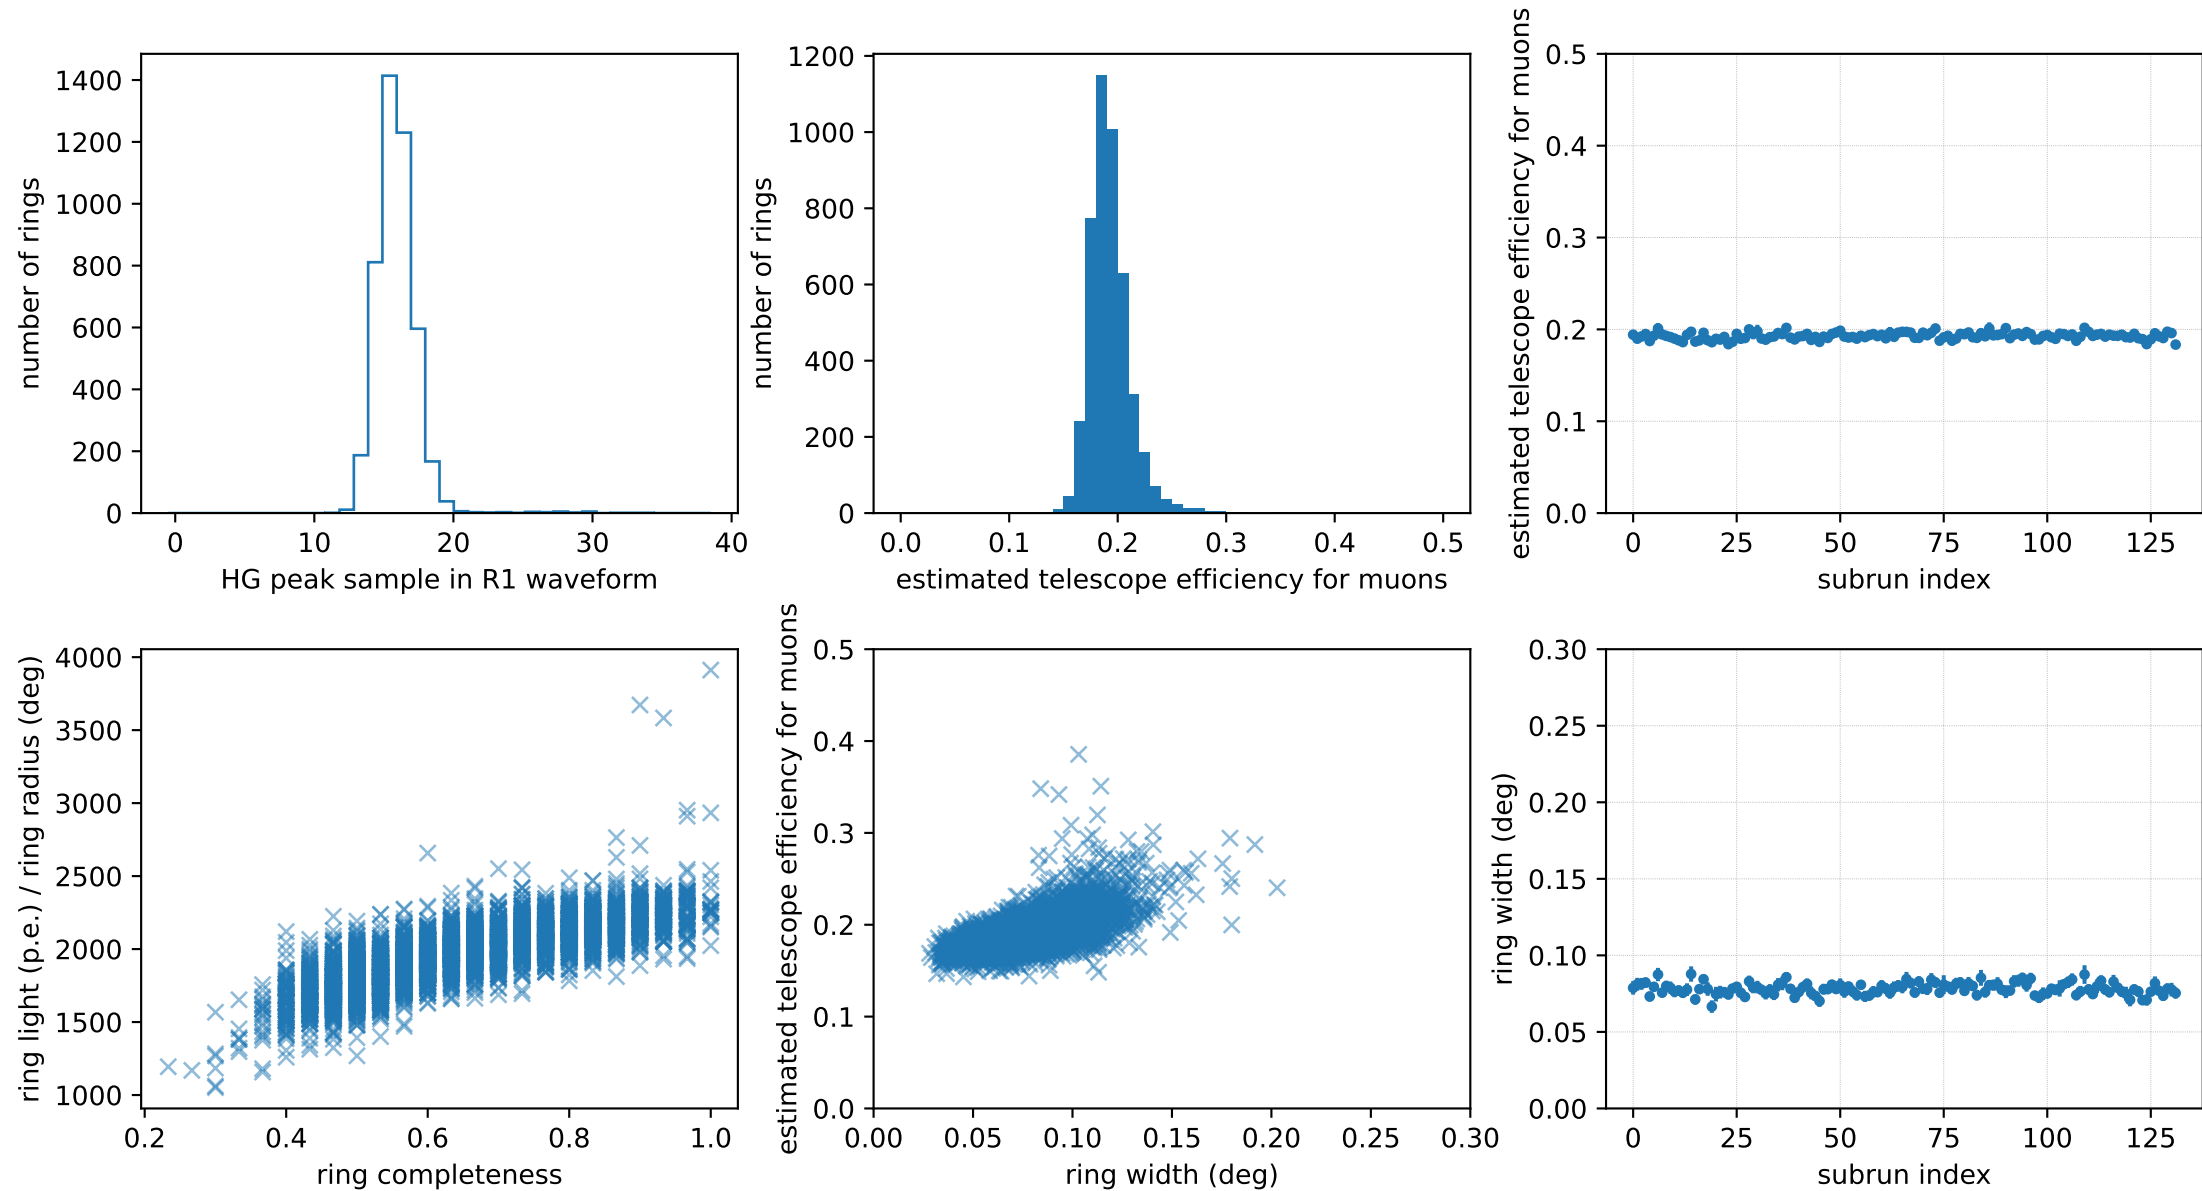 1400
1200
1000
800
600
400
200
0
number of rings
0 10 20 30 40
HG peak sample in R1 waveform
1200
1000
800
600
400
200
0
number of rings
0.0 0.1 0.2 0.3 0.4 0.5
estimated telescope efficiency for muons
0.5
0.4
0.3
0.2
0.1
0.0
estimated telescope efficiency for muons
0 25 50 75 100 125
subrun index
4000
3500
3000
2500
2000
1500
1000
ring light (p.e.) / ring radius (deg)
0.2 0.4 0.6 0.8 1.0
ring completeness
0.5
0.4
0.3
0.2
0.1
0.0
estimated telescope efficiency for muons
0.00 0.05 0.10 0.15 0.20 0.25 0.30
ring width (deg)
0.30
0.25
0.20
0.15
0.10
0.05
0.00
ring width (deg)
0 25 50 75 100 125
subrun index